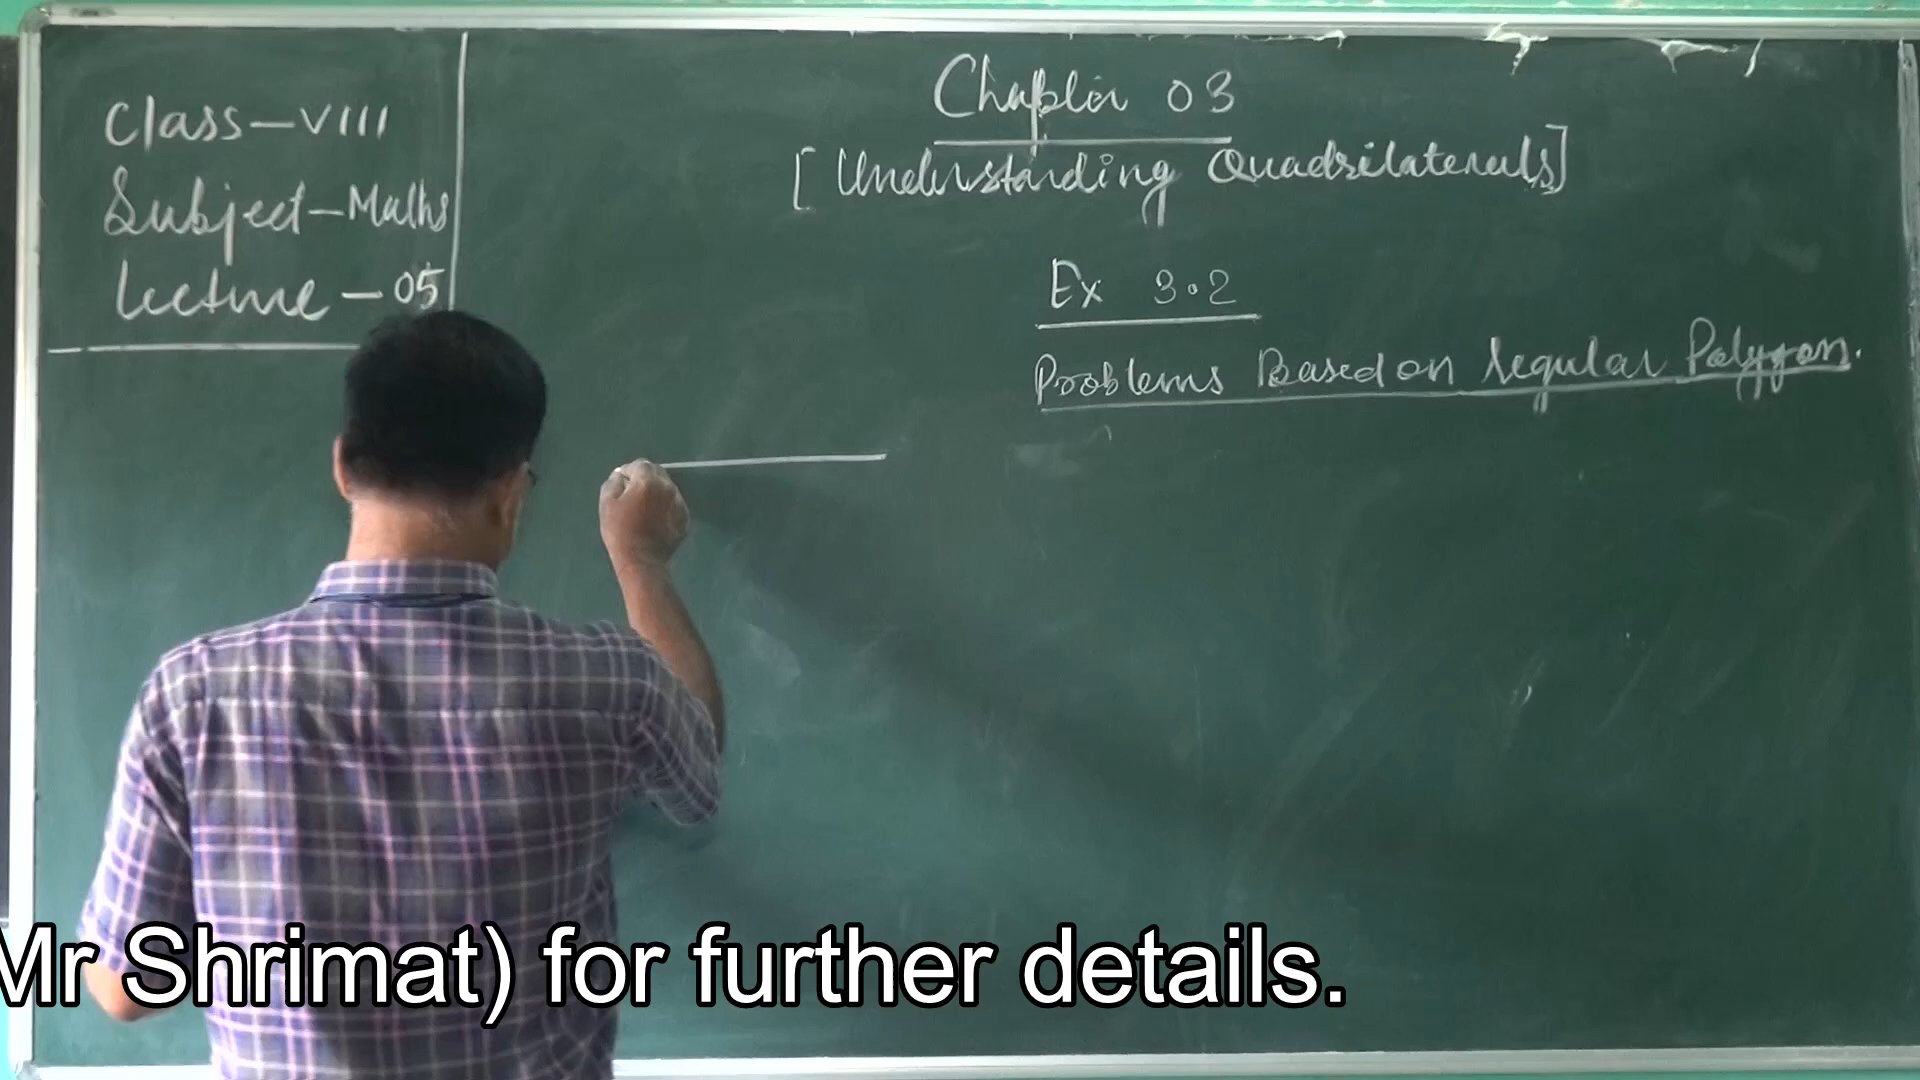 Class-VIII
Subject-Maths
Lecture-05
Chapter 03
[Understanding Quadrilaterals]
Ex 3.2
Problems Based on regular Polygon.
Mr Shrimat) for further details.